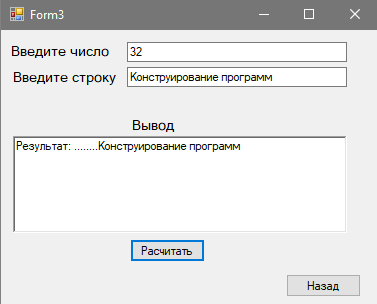 Form3
Введите число 32
Введите строку Конструирование программ
Вывод
Результат: ........Конструирование программ
Расчитать
Назад